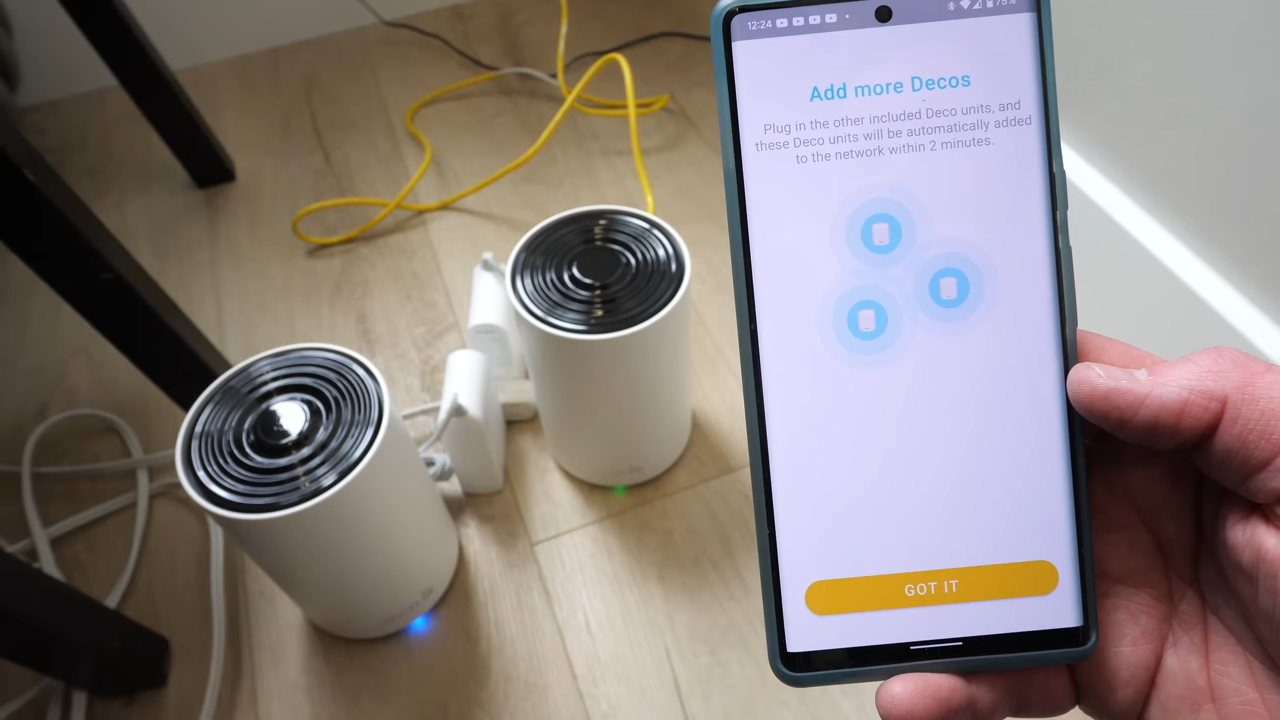 12:24
75%
Add more Decos
Plug in the other included Deco units, and
these Deco units will be automatically added
to the network within 2 minutes.
GOT IT